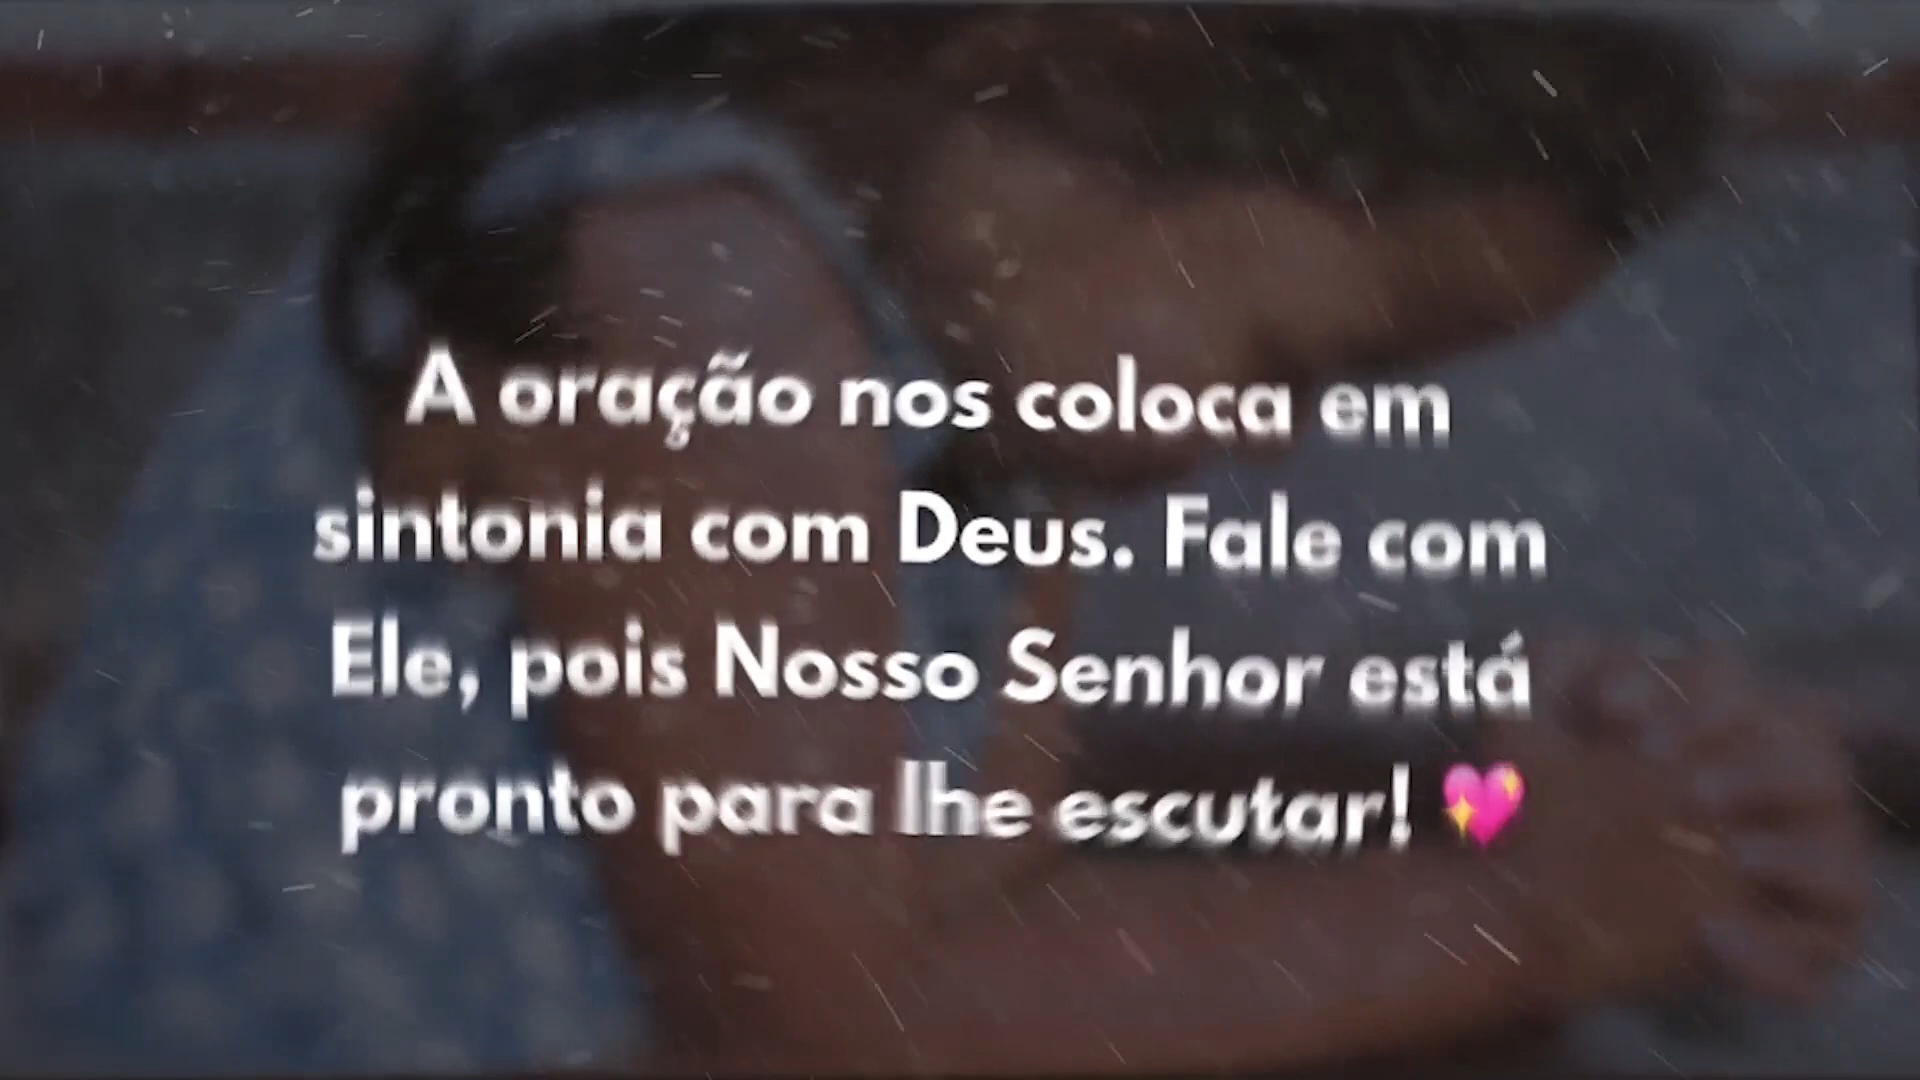 A oração nos coloca em
sintonia com Deus. Fale com
Ele, pois Nosso Senhor está
pronto para lhe escutar! 💖